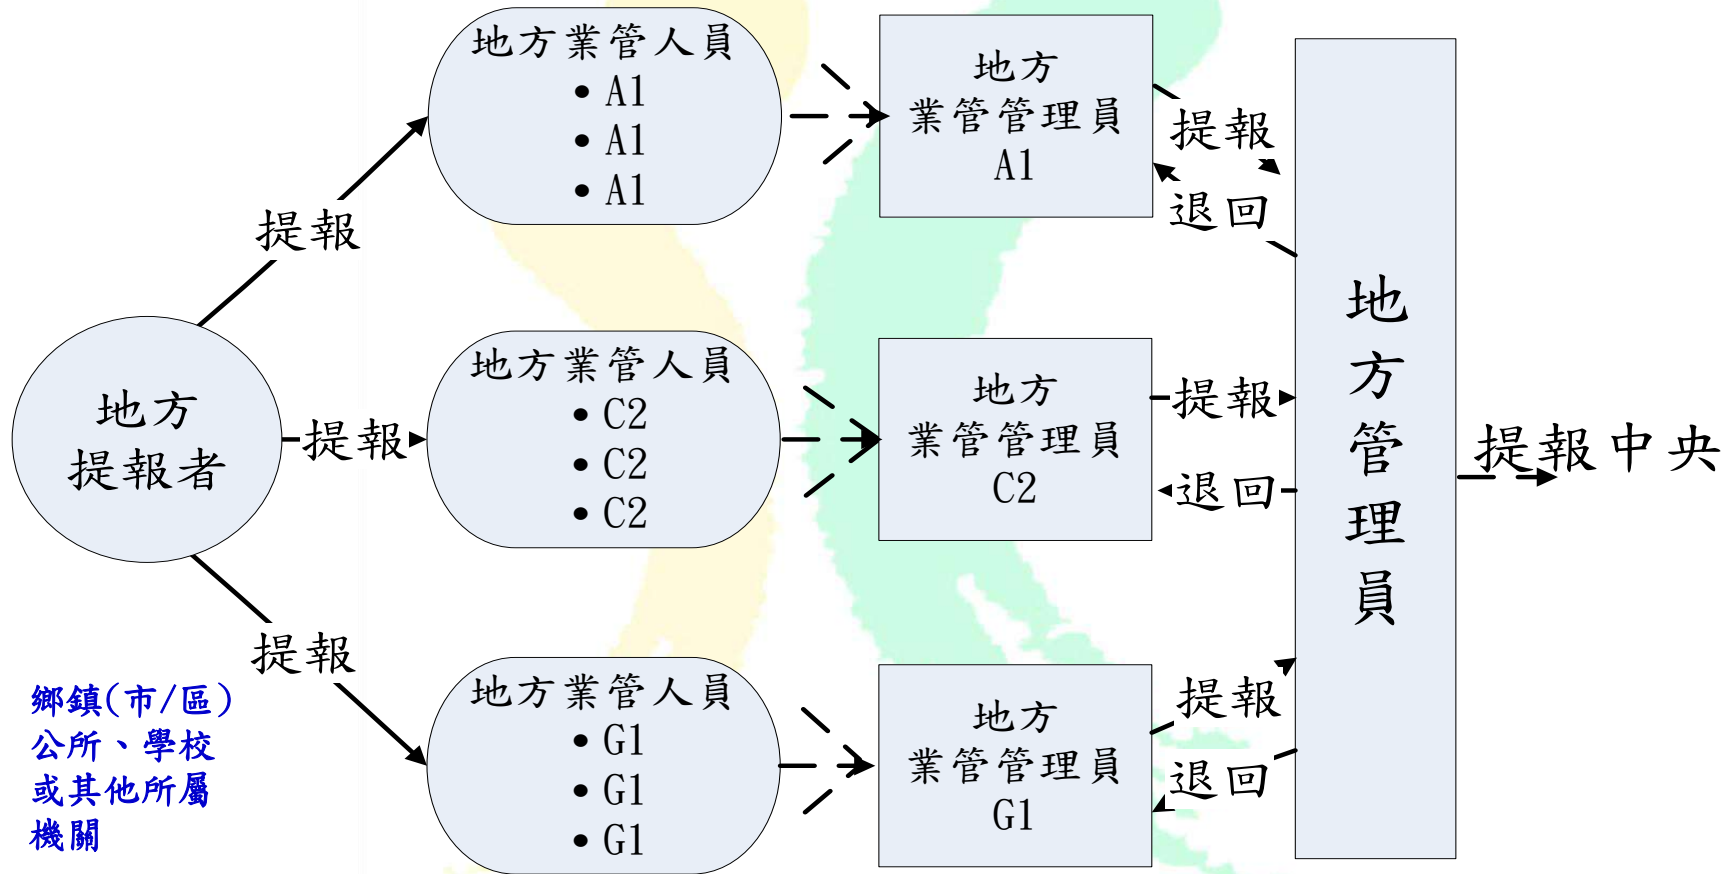 地方業管人員
• A1
• A1
• A1
地方
業管管理員
A1
提報
退回
提報
地方
提報者
提報
地方業管人員
• C2
• C2
• C2
地方
業管管理員
C2
提報
退回
地方管理員
提報中央
提報
地方業管人員
• G1
• G1
• G1
地方
業管管理員
G1
提報
退回
鄉鎮(市/區)
公所、學校
或其他所屬
機關